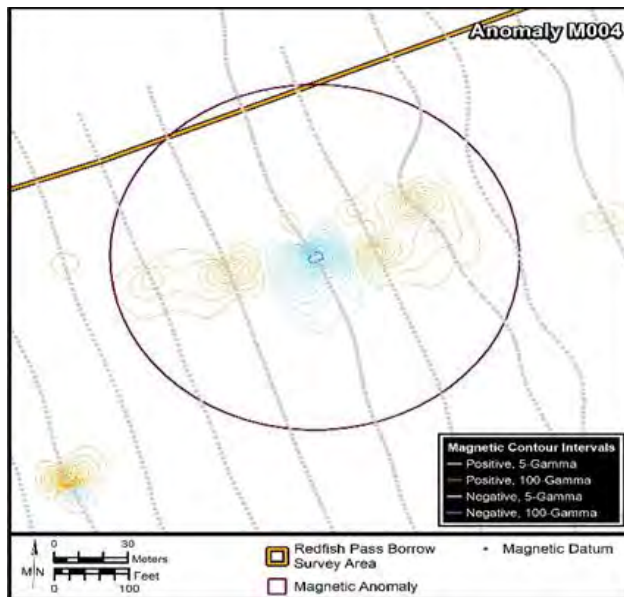 Anomaly M004
Magnetic Contour Intervals
Positive, 5-Gamma
Positive, 100-Gamma
Negative, 5-Gamma
Negative, 100-Gamma
M N
0 30
Meters
Feet
0 100
Redfish Pass Borrow
Survey Area
Magnetic Datum
Magnetic Anomaly